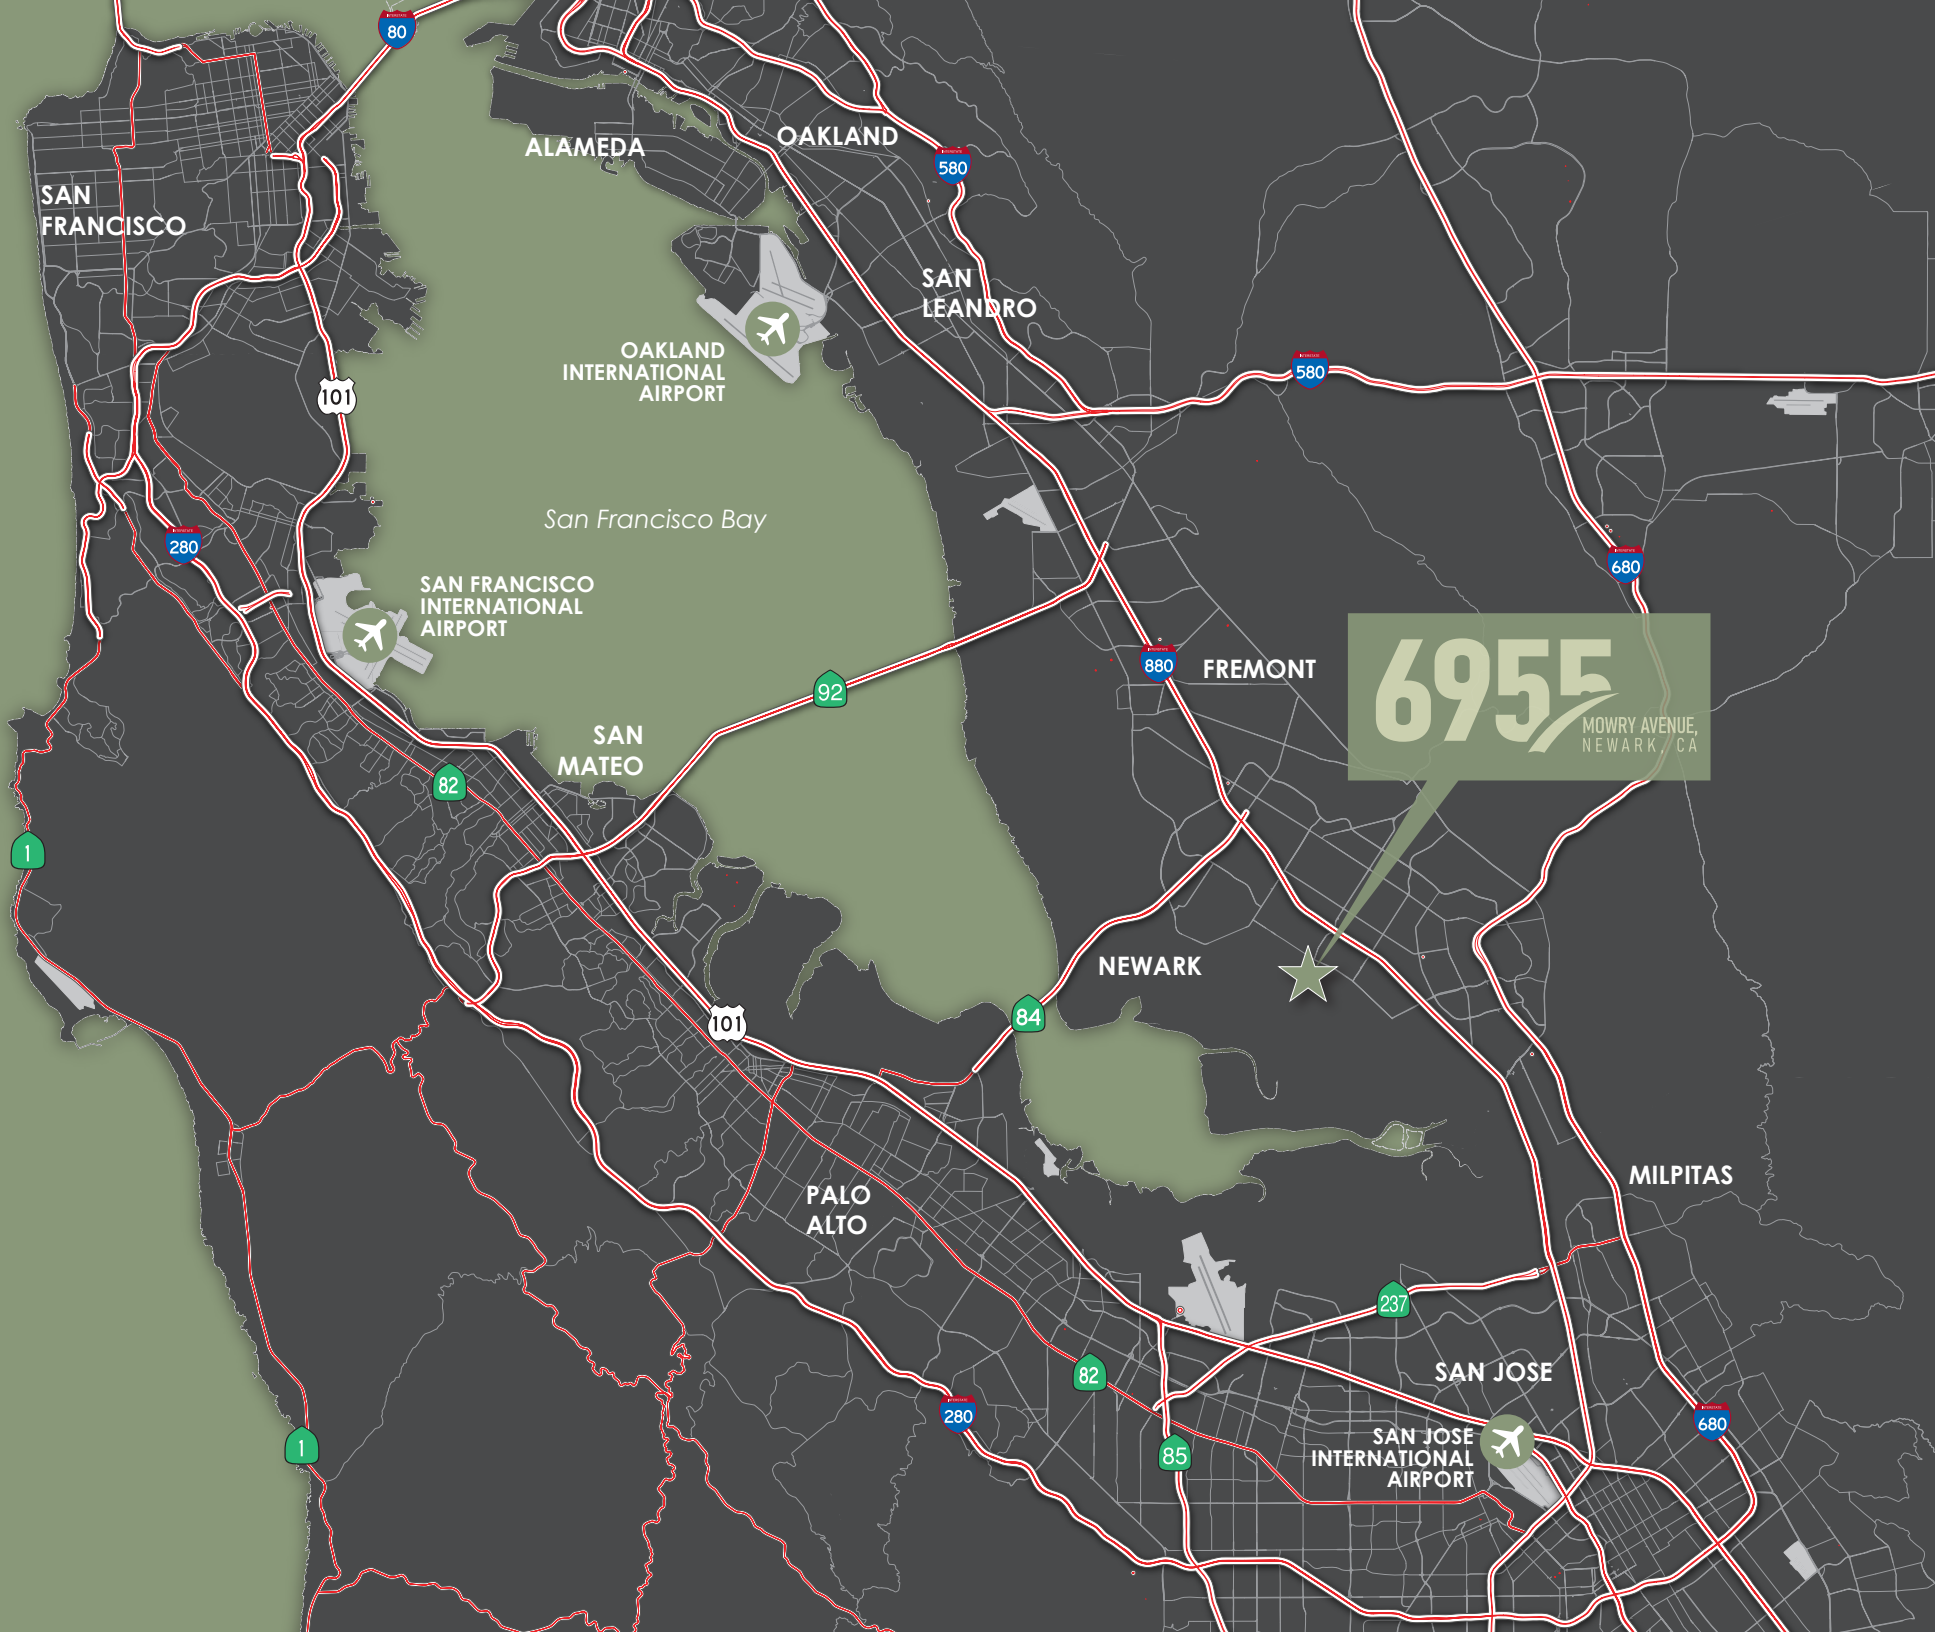 80
ALAMEDA
OAKLAND
580
SAN
FRANCISCO
SAN
LEANDRO
OAKLAND
INTERNATIONAL
AIRPORT
580
101
San Francisco Bay
280
680
SAN FRANCISCO
INTERNATIONAL
AIRPORT
880
FREMONT
6955
MOWRY AVENUE,
NEWARK, CA
92
SAN
MATEO
82
1
NEWARK
84
101
MILPITAS
PALO
ALTO
237
82
SAN JOSE
280
680
1
85
SAN JOSE
INTERNATIONAL
AIRPORT